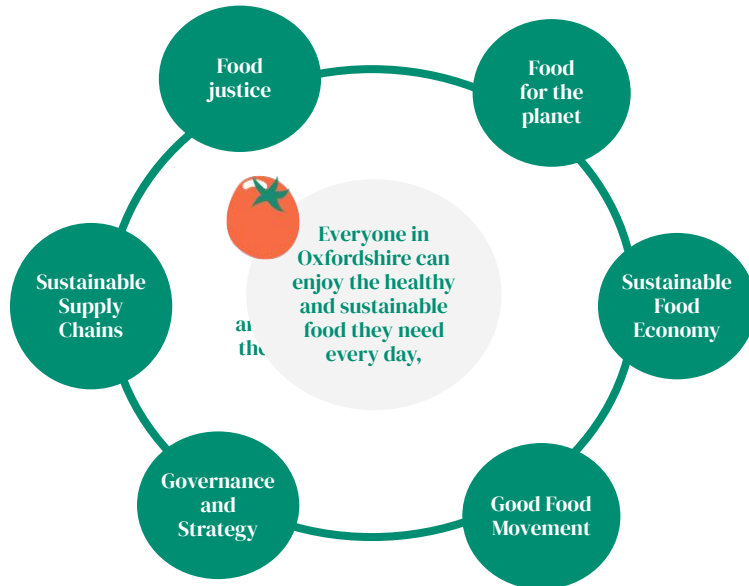 Food
justice
Food
for the
planet
Sustainable
Supply
Chains
Everyone in
Oxfordshire can
enjoy the healthy
and sustainable
food they need
every day,
Sustainable
Food
Economy
Governance
and
Strategy
Good Food
Movement